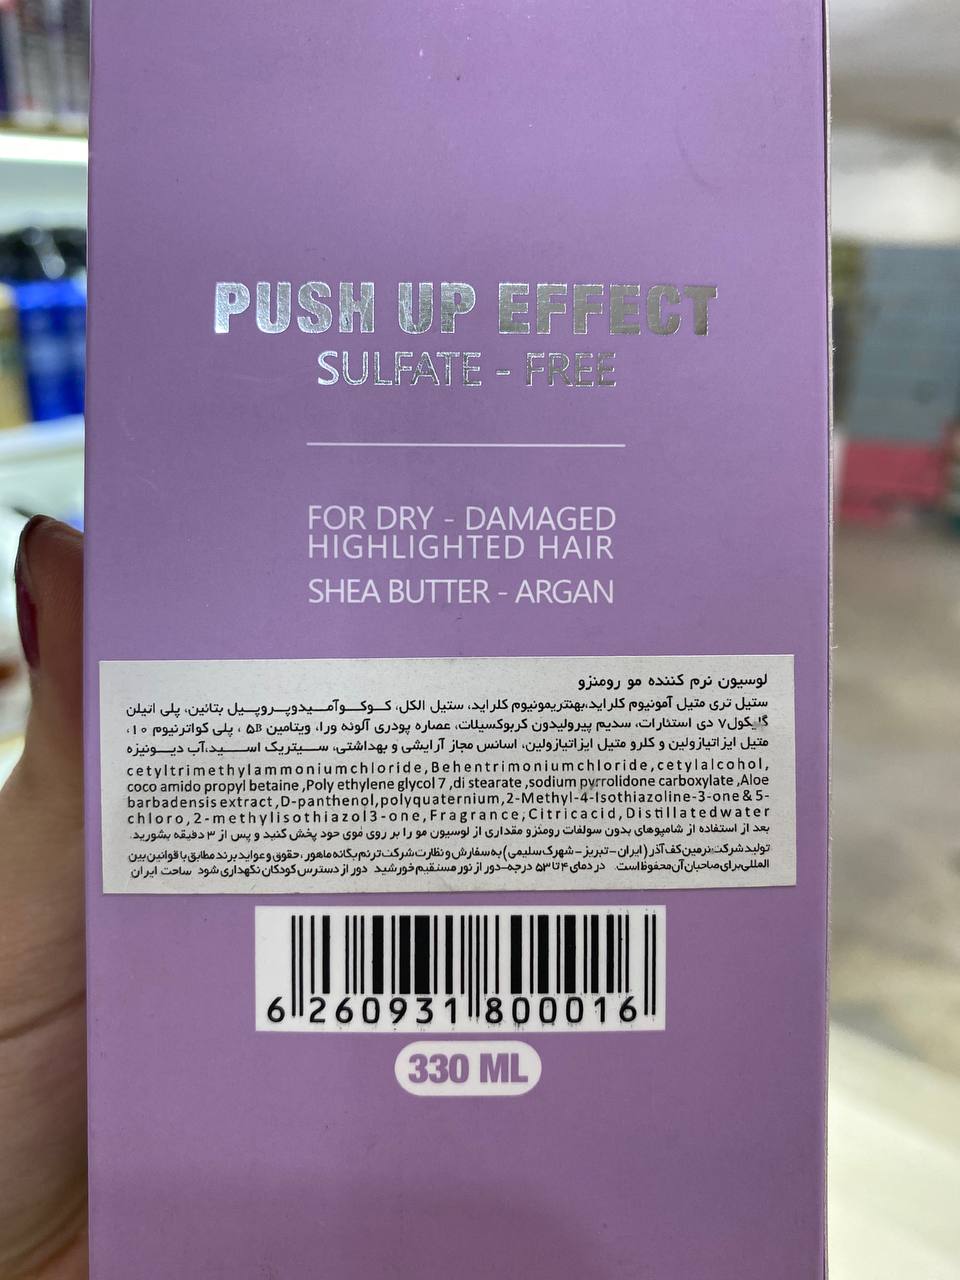 PUSH UP EFFECT
SULFATE - FREE
FOR DRY - DAMAGED
HIGHLIGHTED HAIR
SHEA BUTTER - ARGAN
لوسیون نرم کننده مو رومنزو
ستیل تری متیل آمونیوم کلراید،بهنتریمونیوم کلراید، ستیل الکل، کوکوآمیدوپروپیل بتائین، پلی اتیلن
گلیکول۷ دی استئارات، سدیم پیرولیدون کربوکسیلات، عصاره پودری آلوئه ورا، ویتامین ۵B ، پلی کواترنیوم ۱۰،
متیل ایزاتیازولین و کلرو متیل ایزاتیازولین، اسانس مجاز آرایشی و بهداشتی، سیتریک اسید،آب دیونیزه
cetyltrimethylammoniumchloride,Behentrimoniumchloride,cetylalcohol,
coco amido propyl betaine ,Poly ethylene glycol 7 ,di stearate ,sodium pyrrolidone carboxylate ,Aloe
barbadensis extract,D-panthenol,polyquaternium,2-Methyl-4-Isothiazoline-3-one & 5-
chloro,2-methylisothiazol3-one,Fragrance,Citricacid,Distilledwater
بعد از استفاده از شامپوهای بدون سولفات رومنزو مقداری از لوسیون مو را بر روی موی خود پخش کنید و پس از ۳ دقیقه بشورید.
تولید شرکت:نرمین کف آذر (ایران-تبریز- شهرک سلیمی) به سفارش و نظارت شرکت ترنم یگانه ماهور، حقوق و عواید برند مطابق با قوانین بین
المللی برای صاحبان آن محفوظ است. در دمای ۴ تا ۵۳ درجه-دور از نور مستقیم خورشید دور از دسترس کودکان نگهداری شود ساخت ایران
6 260931 800016
330 ML